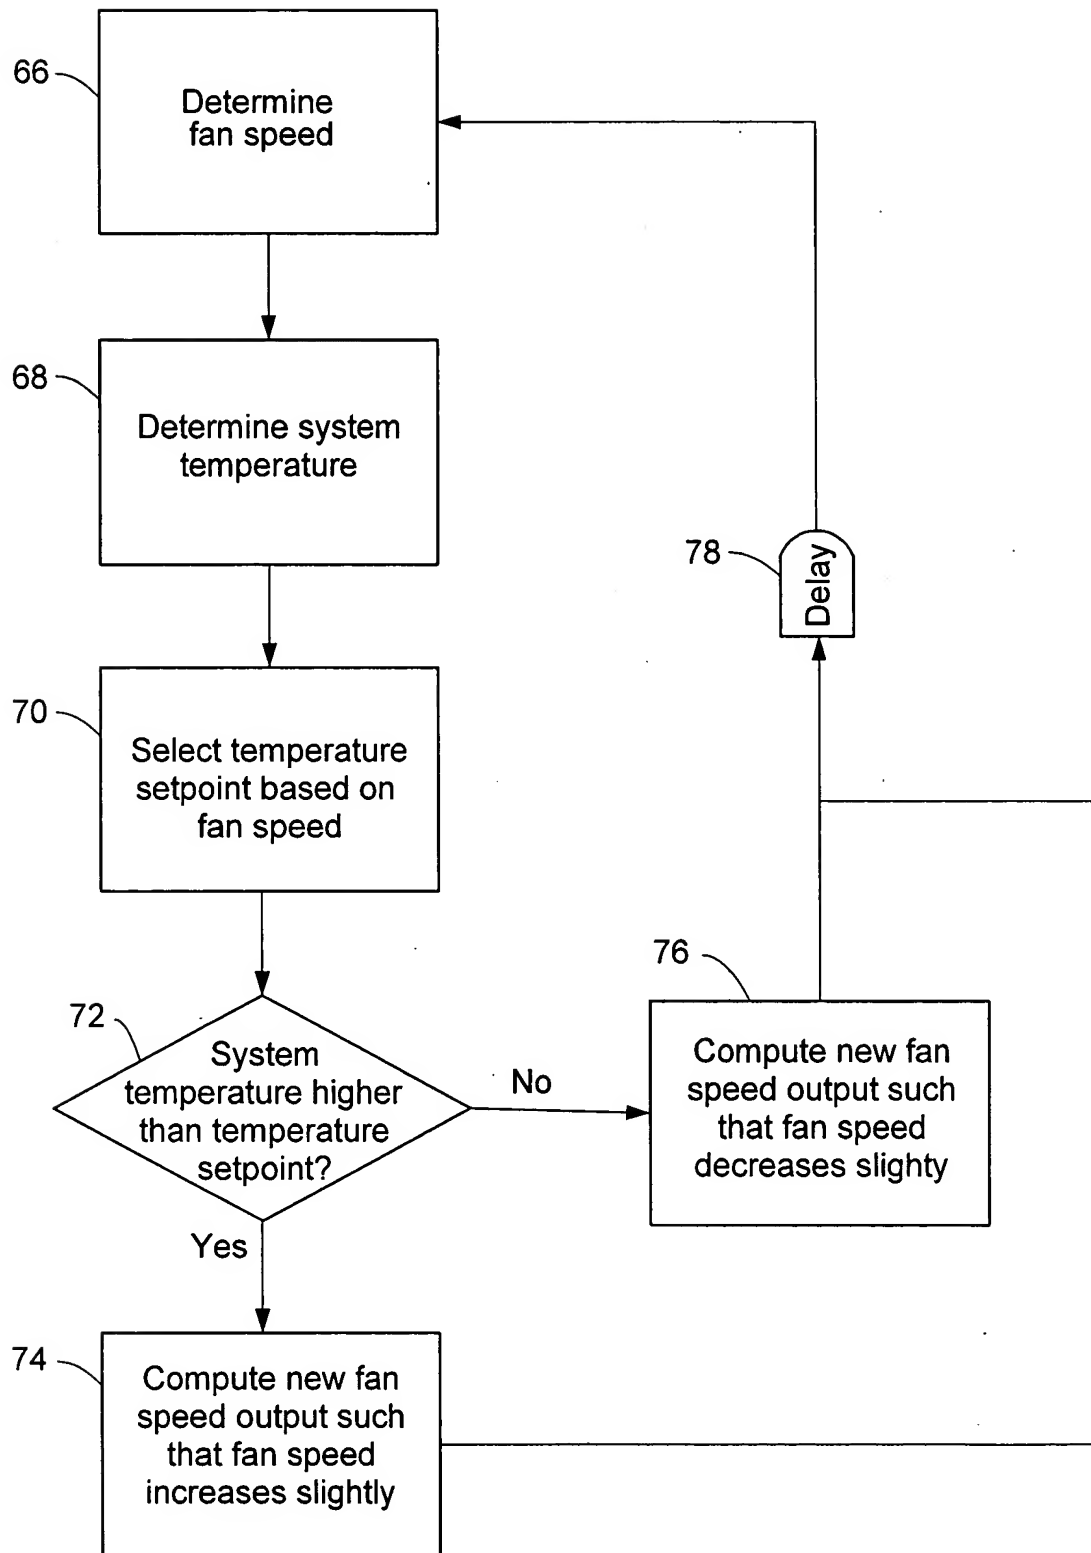 66
Determine
fan speed
68
Determine system
temperature
78
Delay
70
Select temperature
setpoint based on
fan speed
72
System
temperature higher
than temperature
setpoint?
No
76
Compute new fan
speed output such
that fan speed
decreases slighty
Yes
74
Compute new fan
speed output such
that fan speed
increases slightly